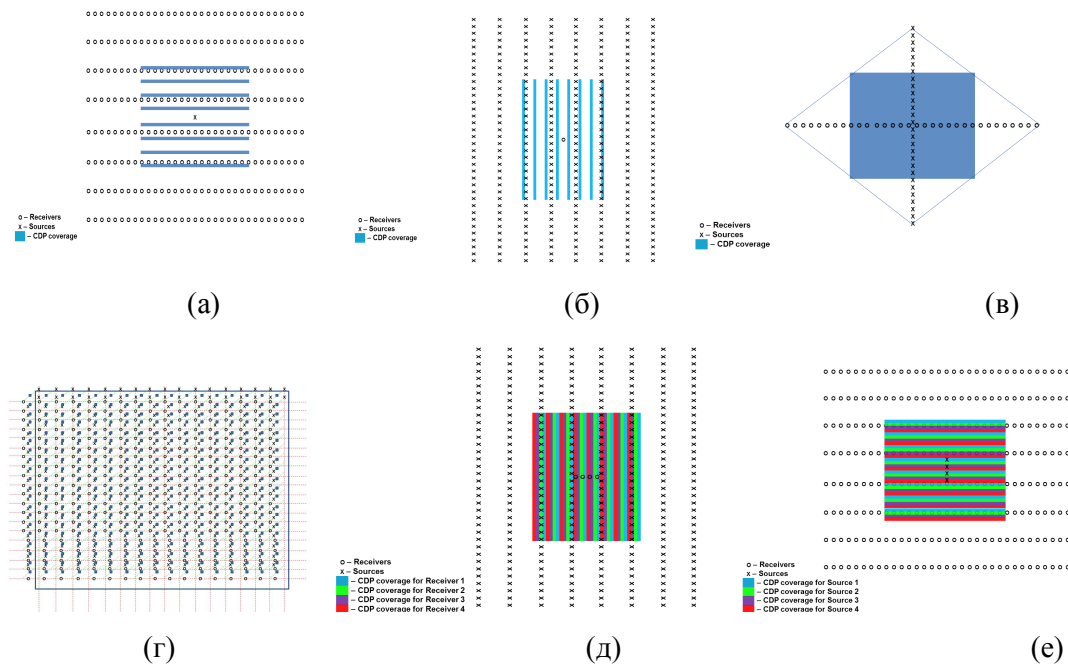 o – Receivers
x – Sources
– CDP coverage
(а)
o – Receivers
x – Sources
– CDP coverage
(б)
o – Receivers
x – Sources
– CDP coverage
(в)
(г)
o – Receivers
x – Sources
– CDP coverage for Receiver 1
– CDP coverage for Receiver 2
– CDP coverage for Receiver 3
– CDP coverage for Receiver 4
(д)
o – Receivers
x – Sources
– CDP coverage for Source 1
– CDP coverage for Source 2
– CDP coverage for Source 3
– CDP coverage for Source 4
(е)